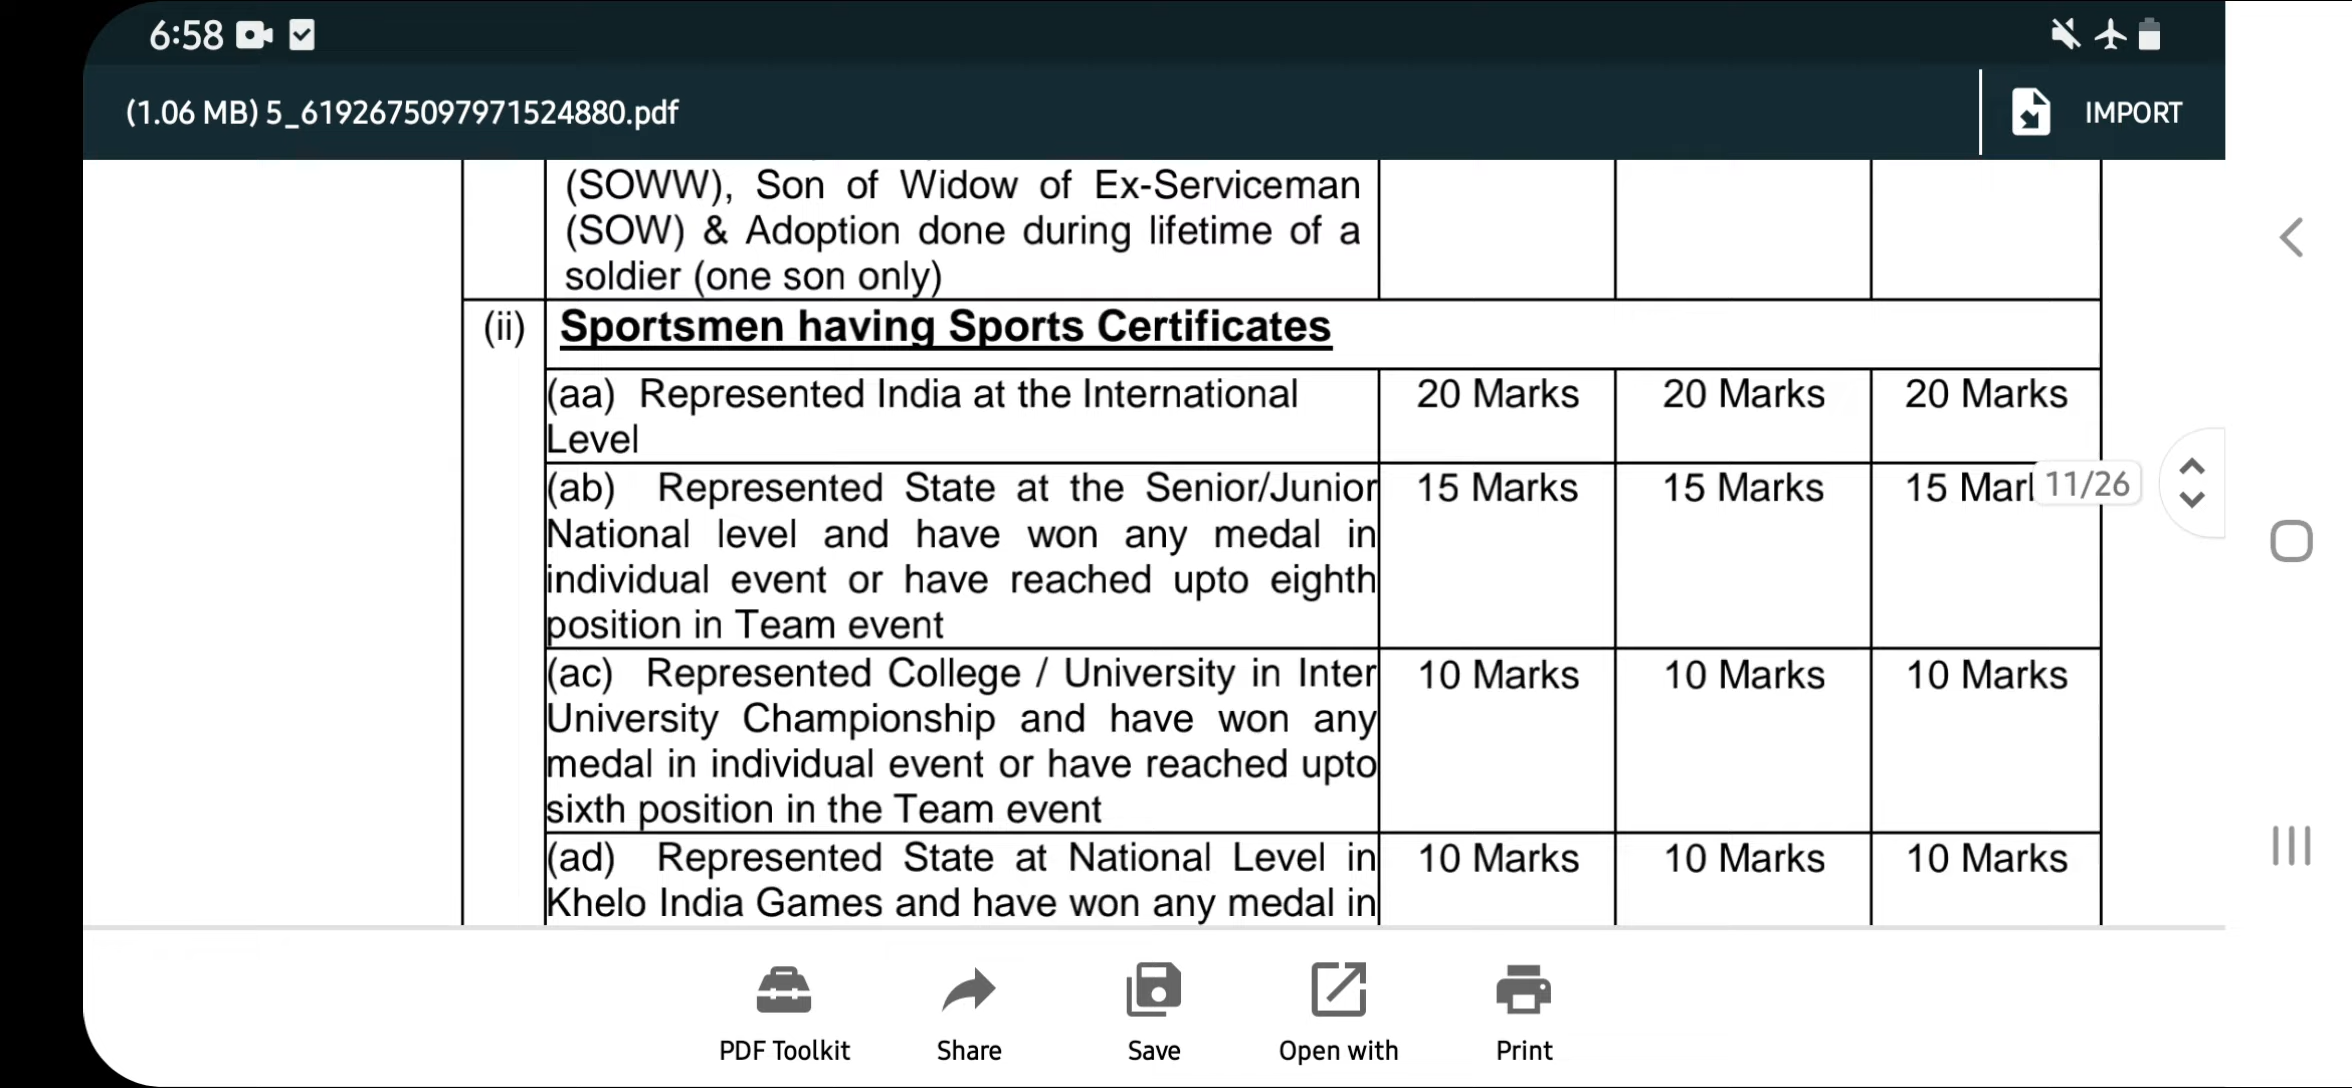 6:58
(1.06 MB) 5_6192675097971524880.pdf
IMPORT
(SOWW), Son of Widow of Ex-Serviceman
(SOW) & Adoption done during lifetime of a
soldier (one son only)
(ii) Sportsmen having Sports Certificates
(aa) Represented India at the International 20 Marks 20 Marks 20 Marks
Level
(ab) Represented State at the Senior/Junior 15 Marks 15 Marks 15 Mar 11/26
National level and have won any medal in
individual event or have reached upto eighth
position in Team event
(ac) Represented College / University in Inter 10 Marks 10 Marks 10 Marks
University Championship and have won any
medal in individual event or have reached upto
sixth position in the Team event
(ad) Represented State at National Level in 10 Marks 10 Marks 10 Marks
Khelo India Games and have won any medal in
PDF Toolkit Share Save Open with Print